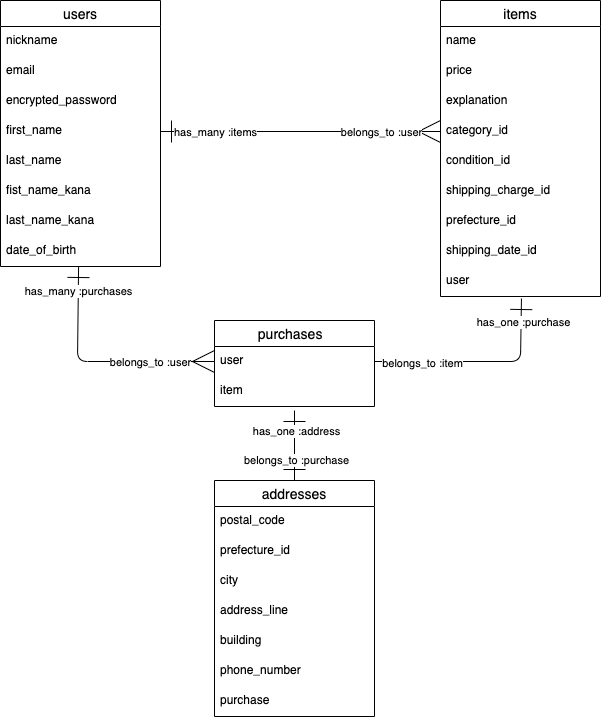 users
nickname
email
encrypted_password
first_name
last_name
fist_name_kana
last_name_kana
date_of_birth
items
name
price
explanation
category_id
condition_id
shipping_charge_id
prefecture_id
shipping_date_id
user
has_many :items
belongs_to :user
has_many :purchases
belongs_to :user
has_one :purchase
belongs_to :item
purchases
user
item
has_one :address
belongs_to :purchase
addresses
postal_code
prefecture_id
city
address_line
building
phone_number
purchase